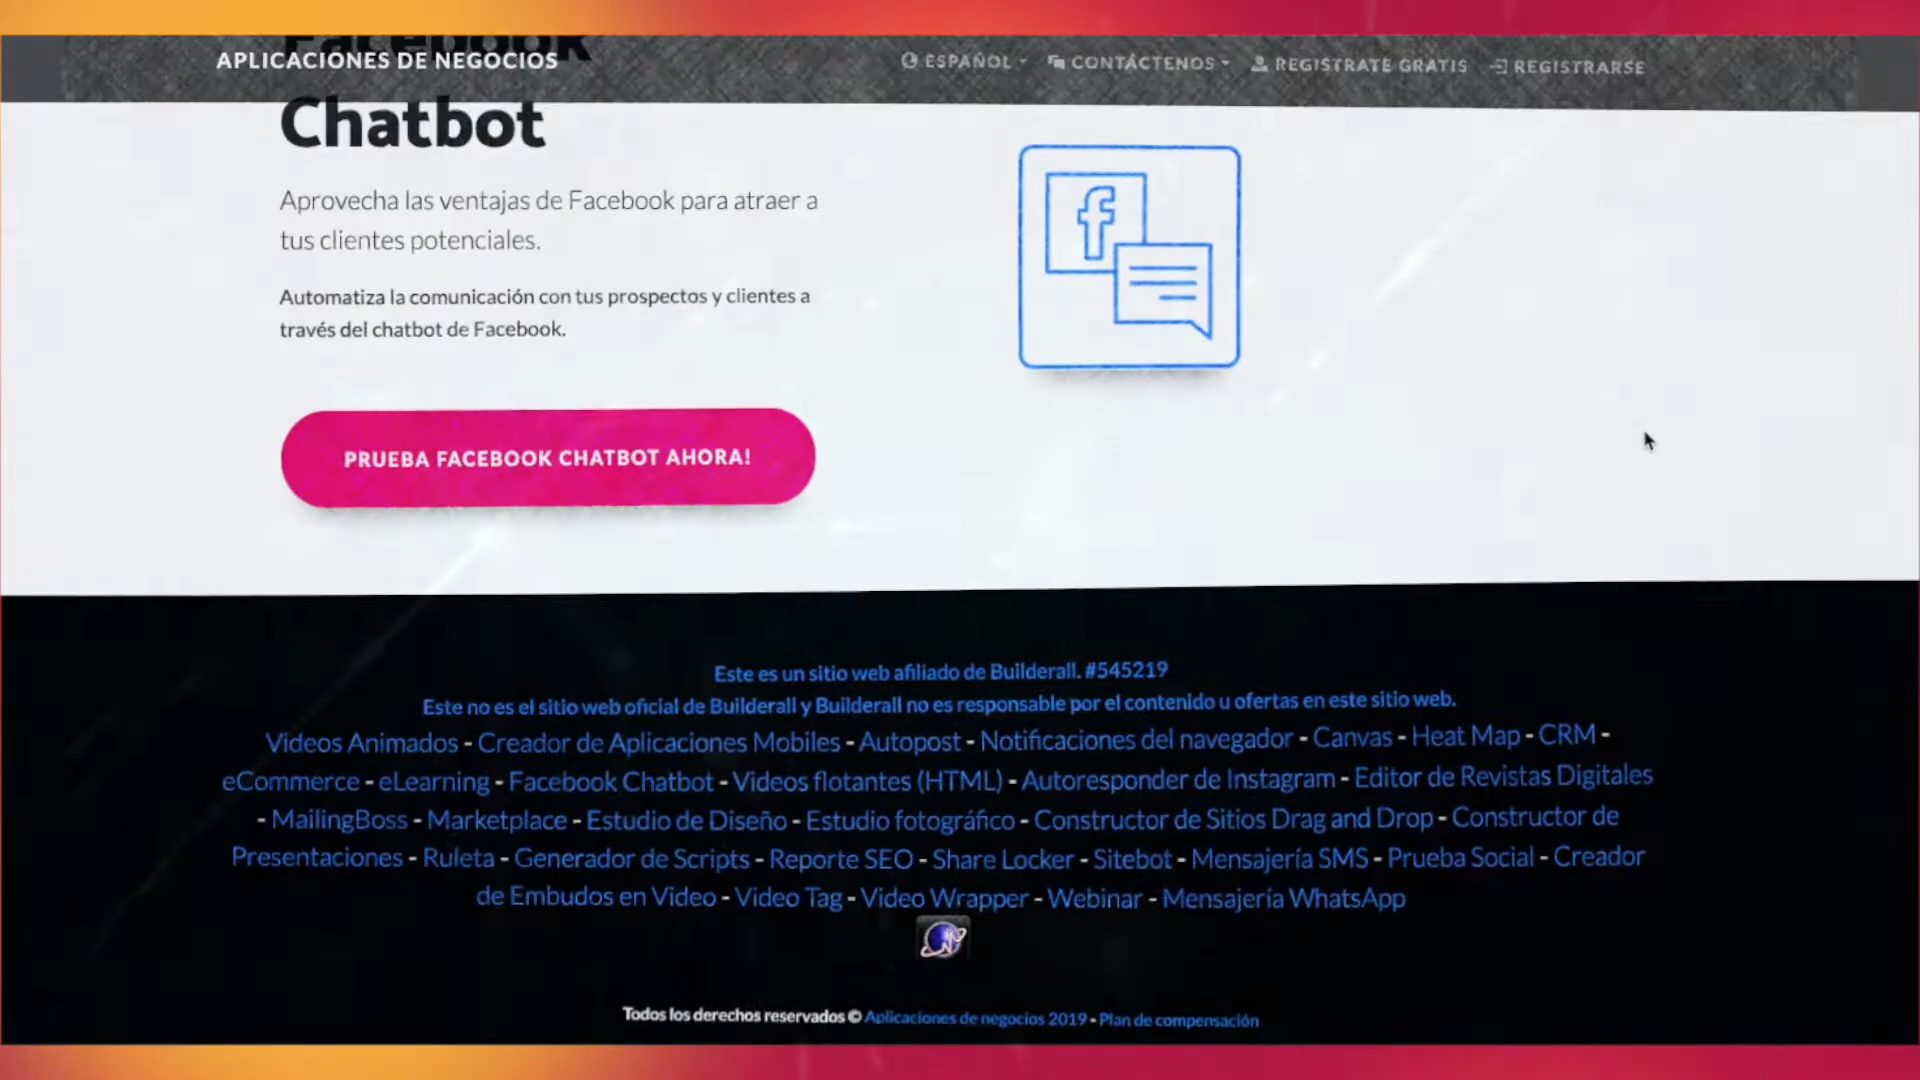 Facebook
APLICACIONES DE NEGOCIOS
ESPAÑOL
CONTÁCTENOS
REGISTRATE GRATIS
REGISTRARSE
Chatbot
Aprovecha las ventajas de Facebook para atraer a
tus clientes potenciales.
Automatiza la comunicación con tus prospectos y clientes a
través del chatbot de Facebook.
PRUEBA FACEBOOK CHATBOT AHORA!
Este es un sitio web afiliado de Builderall. #545219
Este no es el sitio web oficial de Builderall y Builderall no es responsable por el contenido u ofertas en este sitio web.
Videos Animados - Creador de Aplicaciones Mobiles - Autopost - Notificaciones del navegador - Canvas - Heat Map - CRM -
eCommerce - eLearning - Facebook Chatbot - Videos flotantes (HTML) - Autoresponder de Instagram - Editor de Revistas Digitales
- MailingBoss - Marketplace - Estudio de Diseño - Estudio fotográfico - Constructor de Sitios Drag and Drop - Constructor de
Presentaciones - Ruleta - Generador de Scripts - Reporte SEO - Share Locker - Sitebot - Mensajería SMS - Prueba Social - Creador
de Embudos en Video - Video Tag - Video Wrapper - Webinar - Mensajería WhatsApp
Todos los derechos reservados © Aplicaciones de negocios 2019 - Plan de compensación